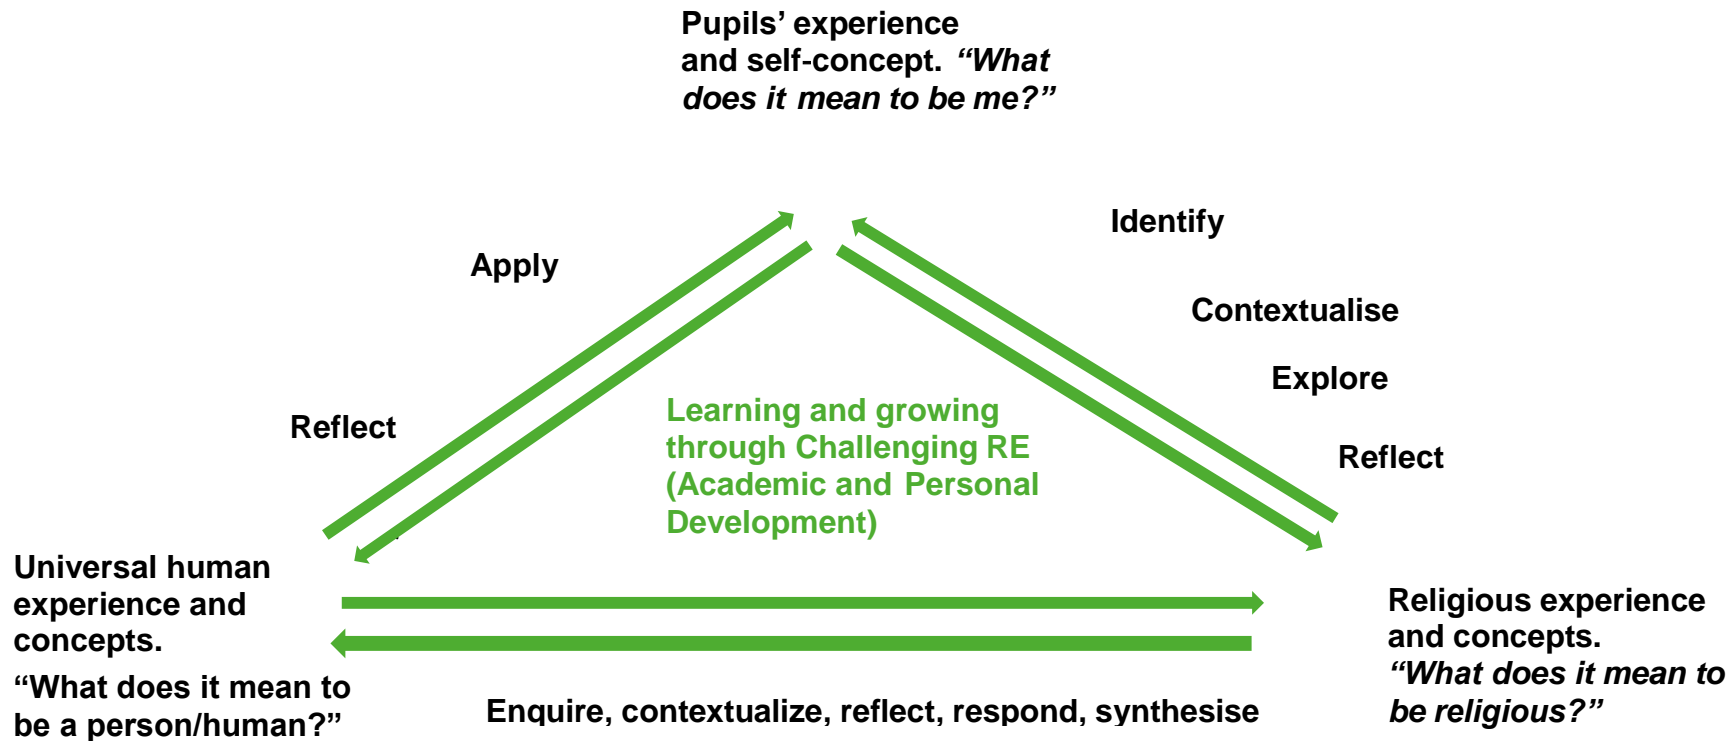 Pupils’ experience
and self-concept. “What
does it mean to be me?”
Identify
Apply
Contextualise
Explore
Learning and growing
through Challenging RE
(Academic and Personal
Development)
Reflect
Reflect
Universal human
experience and
concepts.
“What does it mean to
be a person/human?”
Religious experience
and concepts.
“What does it mean to
be religious?”
Enquire, contextualize, reflect, respond, synthesise